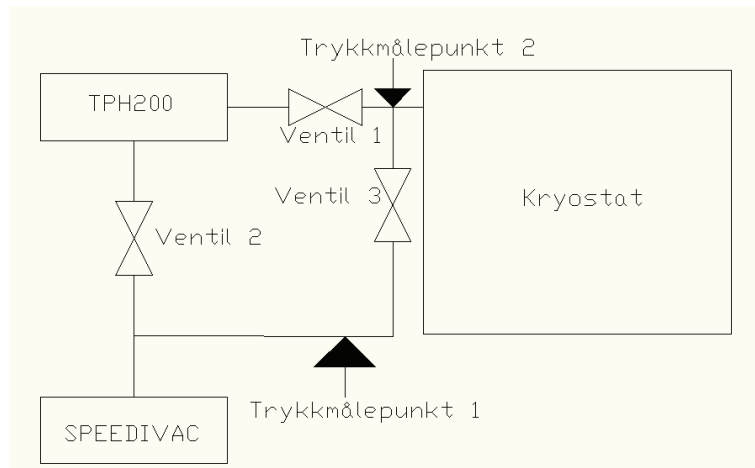 Trykkmålepunkt 2
TPH200
Ventil 1
Ventil 3
Kryostat
Ventil 2
Trykkmålepunkt 1
SPEEDIVAC